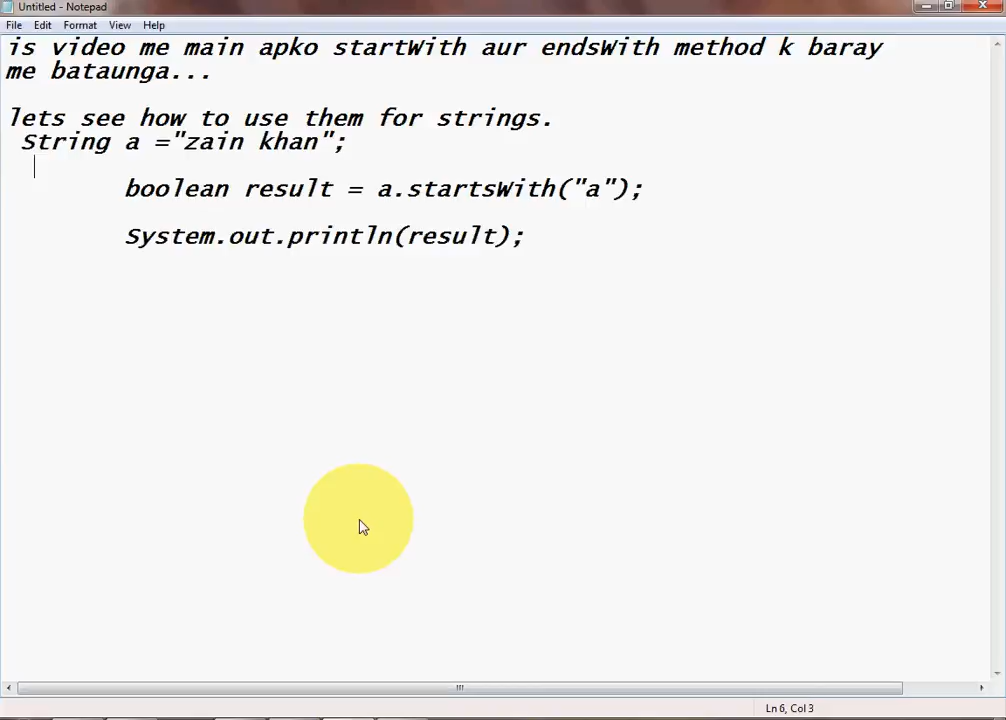 Untitled - Notepad
File Edit Format View Help
is video me main apko startWith aur endsWith method k baray
me bataunga...
lets see how to use them for strings.
String a ="zain khan";
boolean result = a.startsWith("a");
System.out.println(result);
Ln 6, Col 3